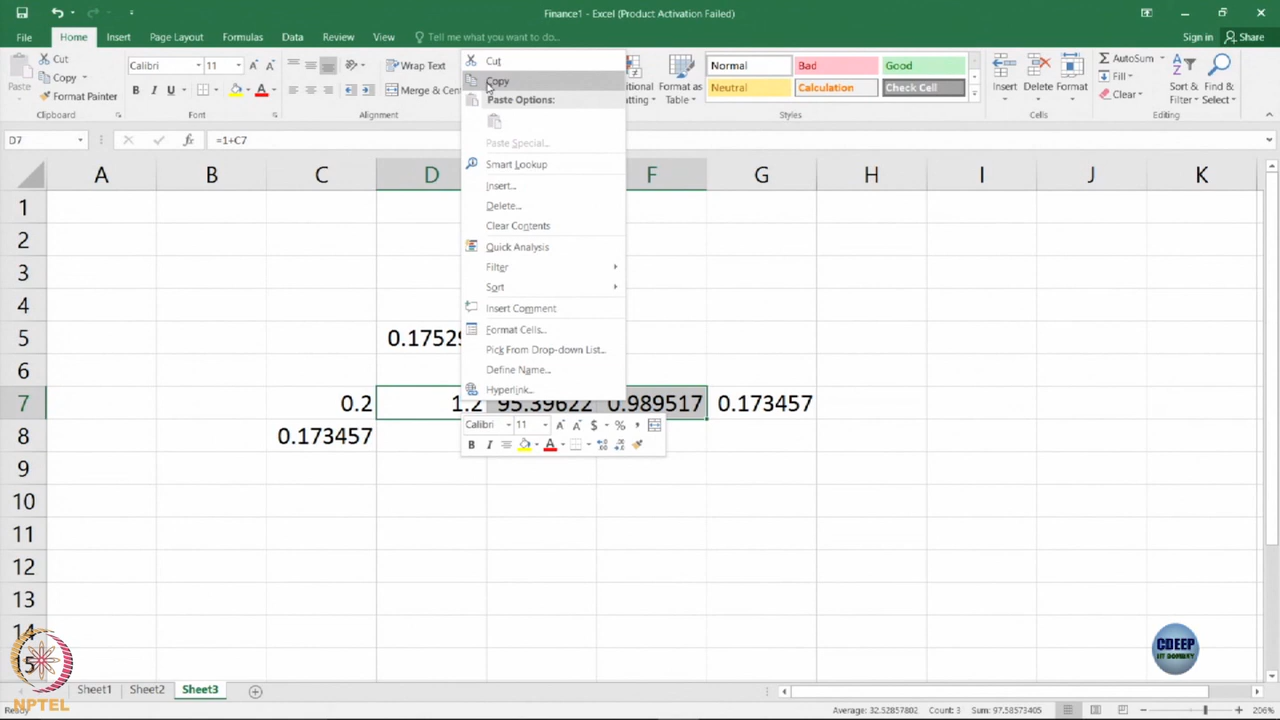 Finance1 - Excel (Product Activation Failed)
File Home Insert Page Layout Formulas Data Review View Tell me what you want to do... Sign in Share
Paste
Cut
Copy
Format Painter
Clipboard
Calibri 11
B I U
Font
Wrap Text
Merge & Cen
Alignment
Format as Table
Normal Bad Good
Neutral Calculation Check Cell
Styles
Insert Delete Format
Cells
AutoSum
Fill
Clear
Sort & Filter
Find & Select
Editing
D7 =1+C7
A B C D F G H I J K
1
2
3
4
5 0.1752
6
7 0.2 1.2 95.39622 0.989517 0.173457
8 0.173457
9
10
11
12
13
14
15
Cut
Copy
Paste Options:
Paste Special...
Smart Lookup
Insert...
Delete...
Clear Contents
Quick Analysis
Filter
Sort
Insert Comment
Format Cells...
Pick From Drop-down List...
Define Name...
Hyperlink...
Calibri 11 A A $ % ,
B I A
CDEEP
IIT BOMBAY
NPTEL
Sheet1 Sheet2 Sheet3
Ready Average: 32.52857802 Count: 3 Sum: 97.58573405 206%